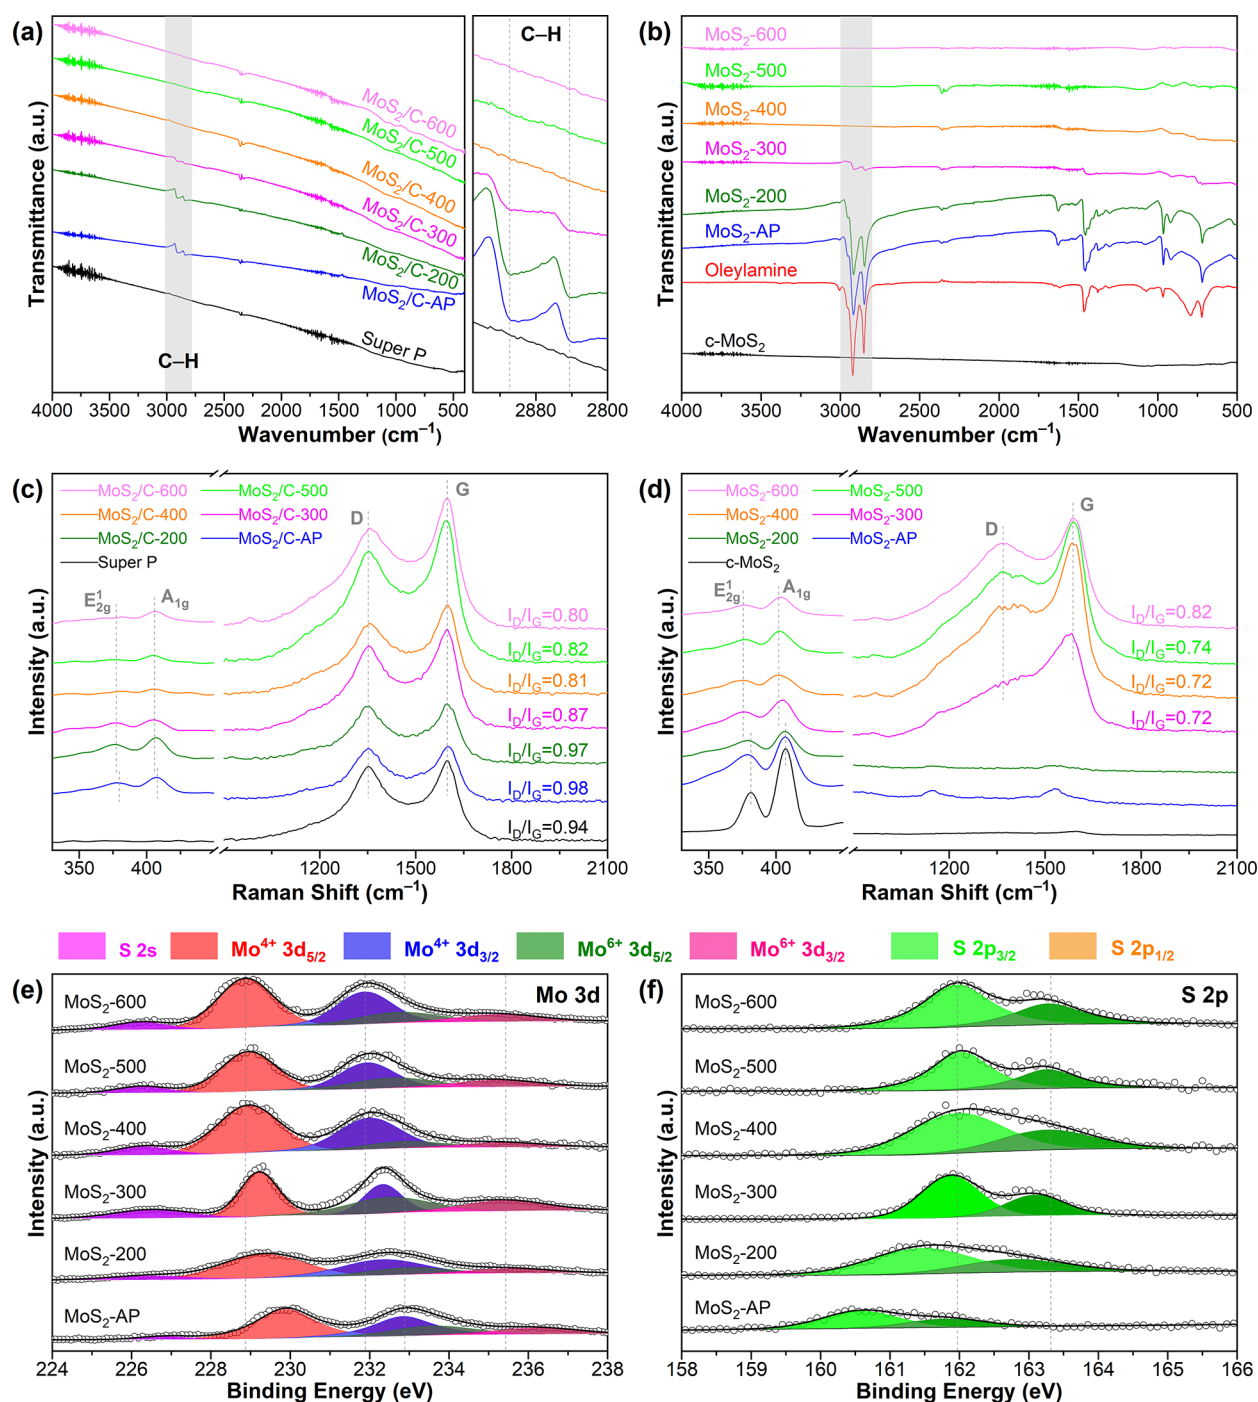 (a)
C–H
MoS2/C-600
MoS2/C-500
MoS2/C-400
MoS2/C-300
MoS2/C-200
MoS2/C-AP
Super P
C–H
Transmittance (a.u.)
4000 3500 3000 2500 2000 1500 1000 500
2880 2800
Wavenumber (cm⁻¹)
(b)
MoS2-600
MoS2-500
MoS2-400
MoS2-300
MoS2-200
MoS2-AP
Oleylamine
c-MoS2
Transmittance (a.u.)
4000 3500 3000 2500 2000 1500 1000 500
Wavenumber (cm⁻¹)
(c)
MoS2/C-600 MoS2/C-500
MoS2/C-400 MoS2/C-300
MoS2/C-200 MoS2/C-AP
Super P
E¹2g A1g D G
ID/IG=0.80
ID/IG=0.82
ID/IG=0.81
ID/IG=0.87
ID/IG=0.97
ID/IG=0.98
ID/IG=0.94
Intensity (a.u.)
350 400 1200 1500 1800 2100
Raman Shift (cm⁻¹)
(d)
MoS2-600 MoS2-500
MoS2-400 MoS2-300
MoS2-200 MoS2-AP
c-MoS2
E¹2g A1g D G
ID/IG=0.82
ID/IG=0.74
ID/IG=0.72
ID/IG=0.72
Intensity (a.u.)
350 400 1200 1500 1800 2100
Raman Shift (cm⁻¹)
S 2s Mo⁴⁺ 3d5/2 Mo⁴⁺ 3d3/2 Mo⁶⁺ 3d5/2 Mo⁶⁺ 3d3/2 S 2p3/2 S 2p1/2
(e)
Mo 3d
MoS2-600
MoS2-500
MoS2-400
MoS2-300
MoS2-200
MoS2-AP
Intensity (a.u.)
224 226 228 230 232 234 236 238
Binding Energy (eV)
(f)
S 2p
MoS2-600
MoS2-500
MoS2-400
MoS2-300
MoS2-200
MoS2-AP
Intensity (a.u.)
158 159 160 161 162 163 164 165 166
Binding Energy (eV)